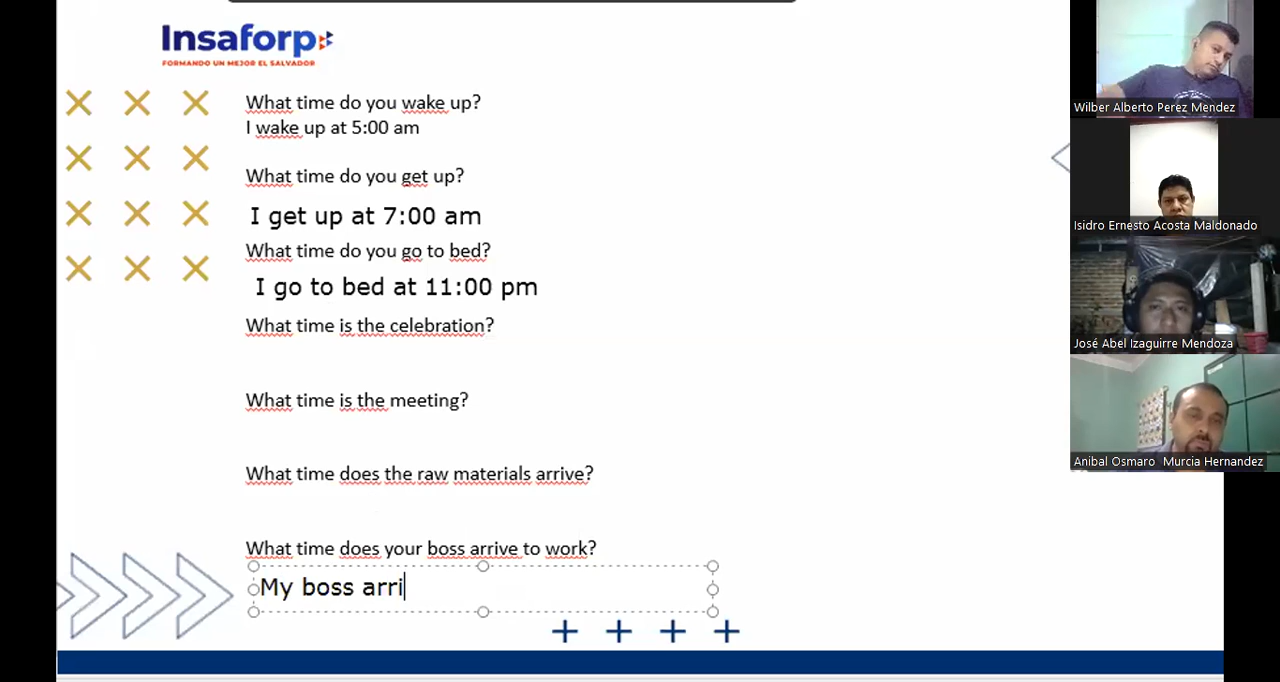 Insaforp
FORMANDO UN MEJOR EL SALVADOR
What time do you wake up?
I wake up at 5:00 am
What time do you get up?
I get up at 7:00 am
What time do you go to bed?
I go to bed at 11:00 pm
What time is the celebration?
What time is the meeting?
What time does the raw materials arrive?
What time does your boss arrive to work?
My boss arri
Wilber Alberto Perez Mendez
Isidro Ernesto Acosta Maldonado
José Abel Izaguirre Mendoza
Anibal Osmaro Murcia Hernandez